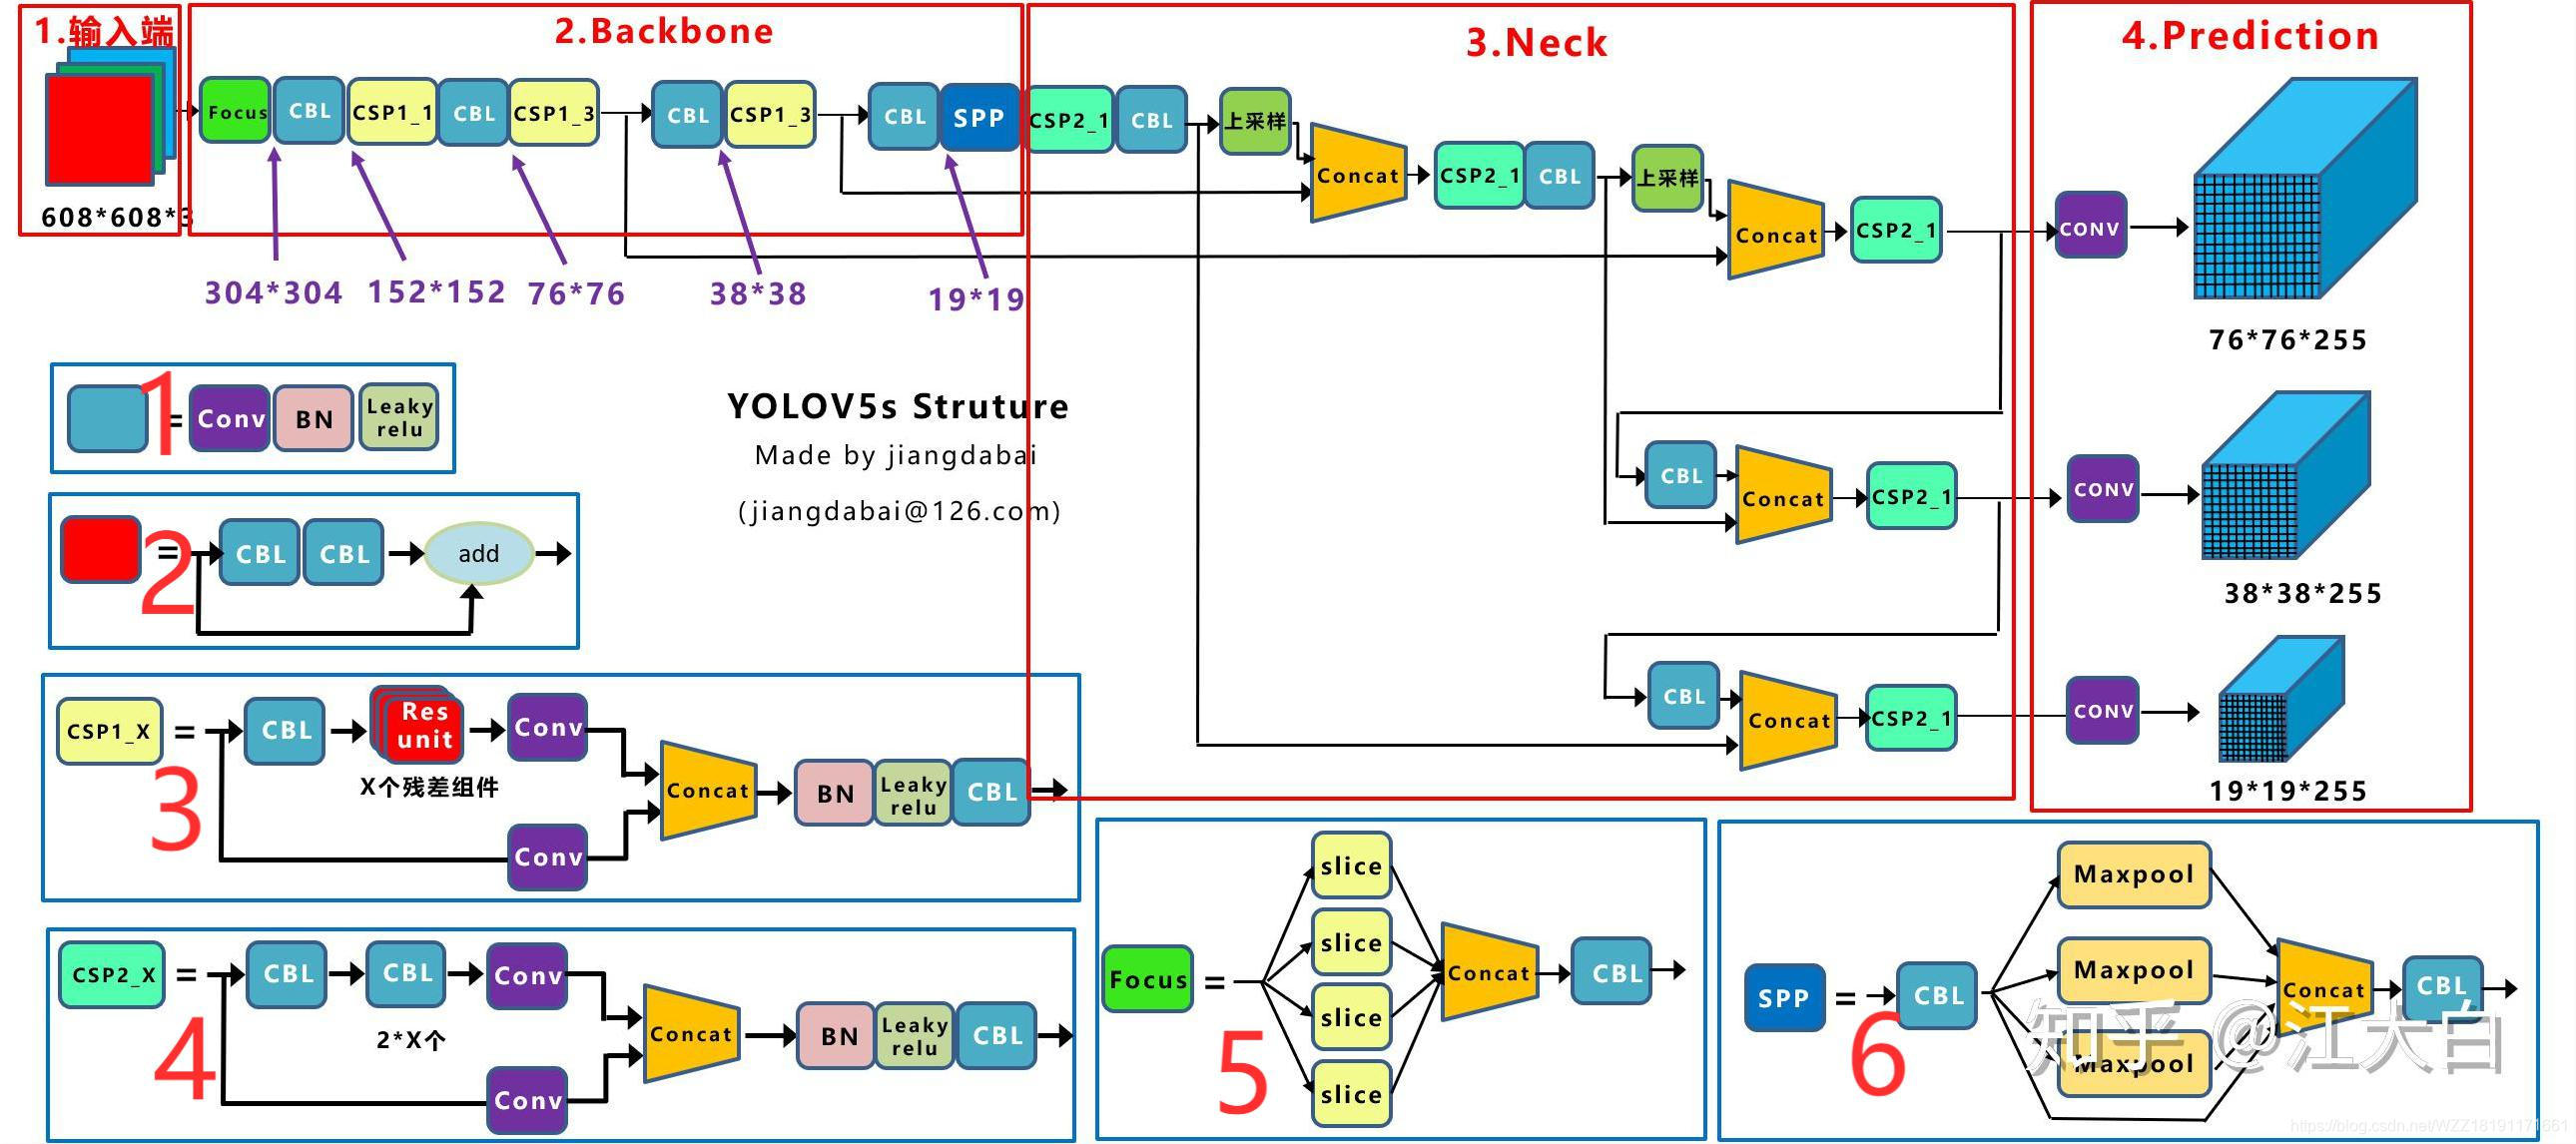 1.输入端
2.Backbone
3.Neck
4.Prediction
Focus
CBL
CSP1_1
CBL
CSP1_3
CBL
CSP1_3
CBL
SPP
CSP2_1
CBL
上采样
Concat
CSP2_1
CBL
上采样
Concat
CSP2_1
CONV
608*608*3
304*304
152*152
76*76
38*38
19*19
76*76*255
YOLOV5s Struture
Made by jiangdabai
(jiangdabai@126.com)
CBL
Concat
CSP2_1
CONV
38*38*255
CBL
Concat
CSP2_1
CONV
19*19*255
1
=
Conv
BN
Leaky
relu
2
=
CBL
CBL
add
CSP1_X
=
3
CBL
Res
unit
X个残差组件
Conv
Conv
Concat
BN
Leaky
relu
CBL
CSP2_X
=
4
CBL
CBL
2*X个
Conv
Conv
Concat
BN
Leaky
relu
CBL
Focus
=
5
slice
slice
slice
slice
Concat
CBL
SPP
=
6
CBL
Maxpool
Maxpool
Maxpool
Concat
CBL
知乎 @江大白
https://blog.csdn.net/WZZ18191171661